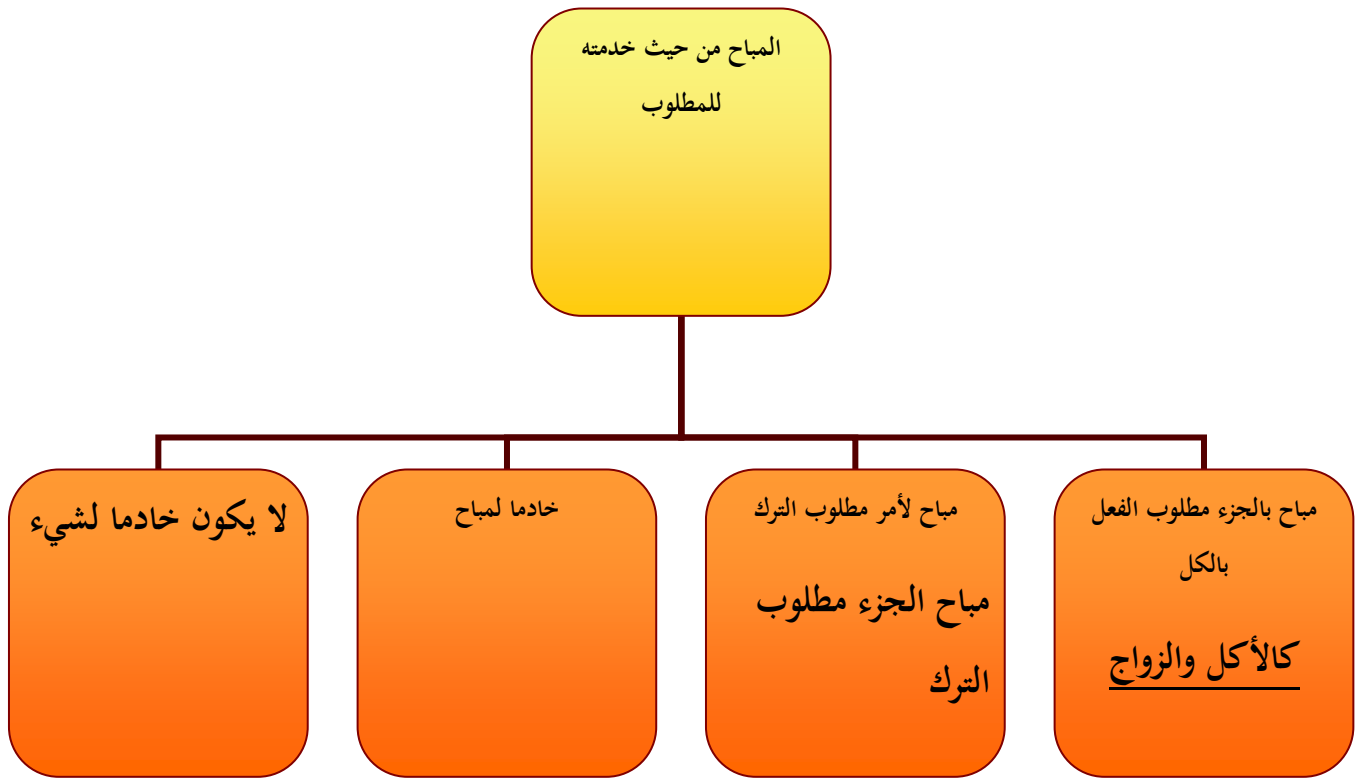 المباح من حيث خدمته
للمطلوب
مباح بالجزء مطلوب الفعل
بالكل
كالأكل والزواج
مباح لأمر مطلوب الترك
مباح الجزء مطلوب
الترك
خادما لمباح
لا يكون خادما لشيء